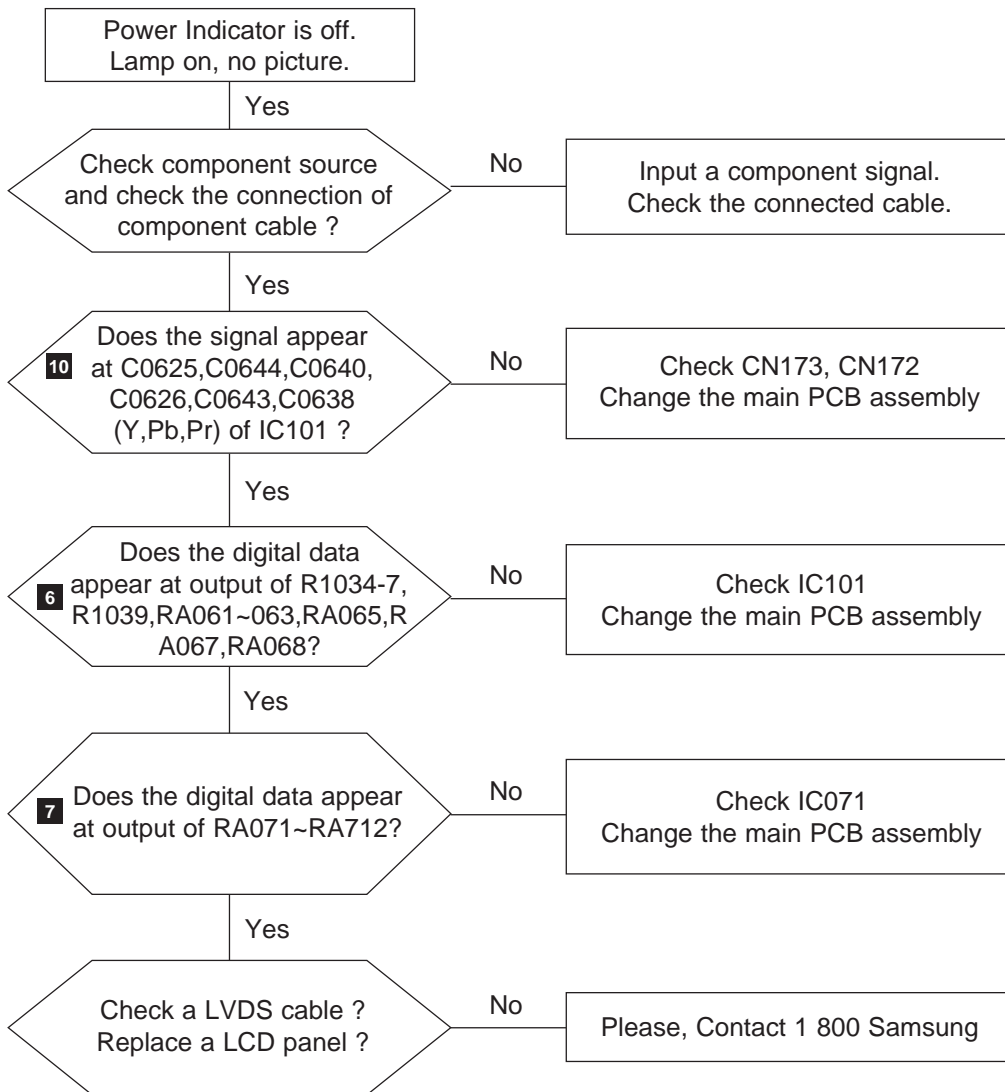 Power Indicator is off.
Lamp on, no picture.
Yes
Check component source
and check the connection of
component cable ?
No
Input a component signal.
Check the connected cable.
Yes
10
Does the signal appear
at C0625,C0644,C0640,
C0626,C0643,C0638
(Y,Pb,Pr) of IC101 ?
No
Check CN173, CN172
Change the main PCB assembly
Yes
6
Does the digital data
appear at output of R1034-7,
R1039,RA061~063,RA065,R
A067,RA068?
No
Check IC101
Change the main PCB assembly
Yes
7
Does the digital data appear
at output of RA071~RA712?
No
Check IC071
Change the main PCB assembly
Yes
Check a LVDS cable ?
Replace a LCD panel ?
No
Please, Contact 1 800 Samsung